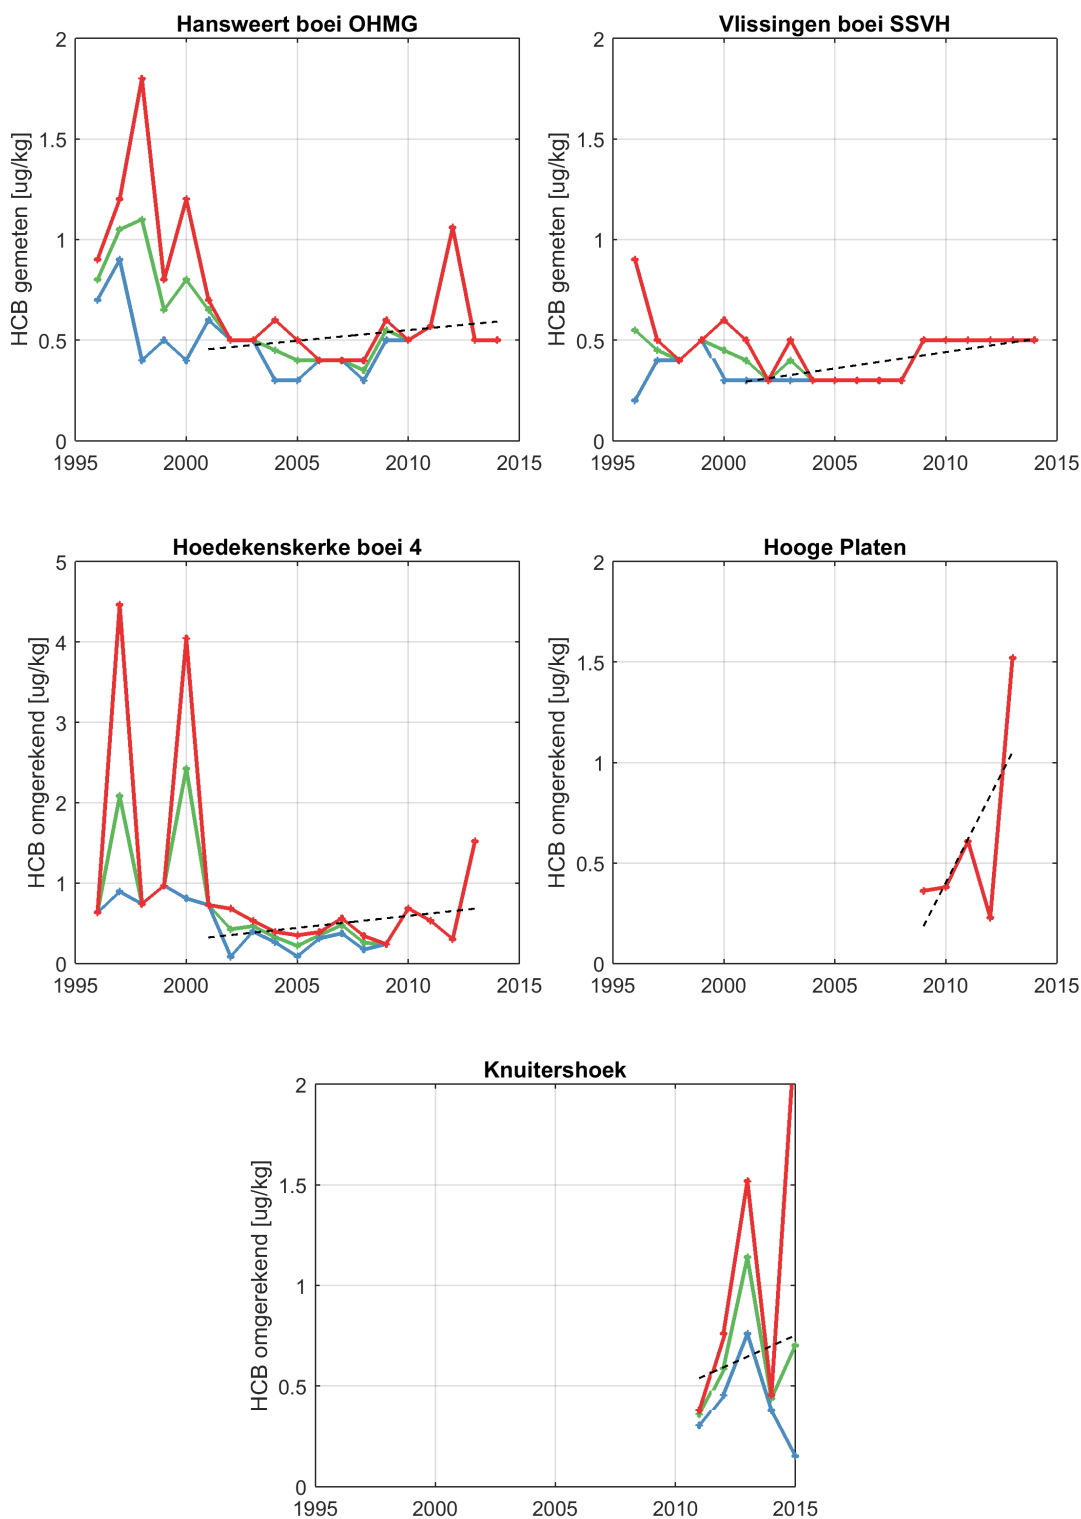 Hansweert boei OHMG
HCB gemeten [ug/kg]
2
1.5
1
0.5
0
1995 2000 2005 2010 2015
Vlissingen boei SSVH
HCB gemeten [ug/kg]
2
1.5
1
0.5
0
1995 2000 2005 2010 2015
Hoedekenskerke boei 4
HCB omgerekend [ug/kg]
5
4
3
2
1
0
1995 2000 2005 2010 2015
Hooge Platen
HCB omgerekend [ug/kg]
2
1.5
1
0.5
0
1995 2000 2005 2010 2015
Knuitershoek
HCB omgerekend [ug/kg]
2
1.5
1
0.5
0
1995 2000 2005 2010 2015